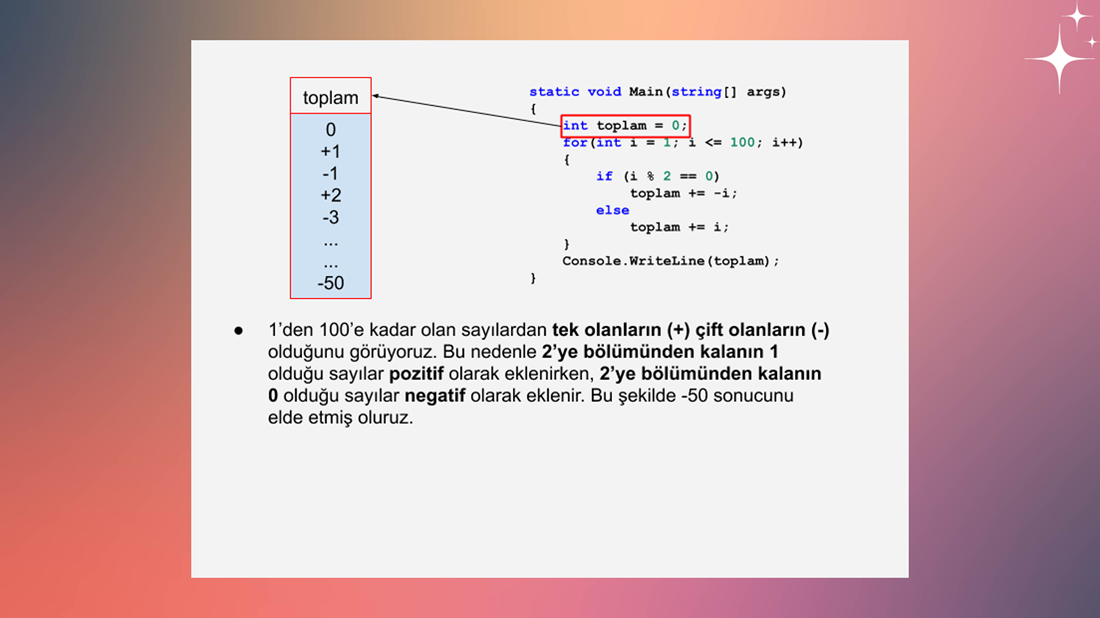 toplam
0
+1
-1
+2
-3
...
...
-50
static void Main(string[] args)
{
int toplam = 0;
for(int i = 1; i <= 100; i++)
{
if (i % 2 == 0)
toplam += -i;
else
toplam += i;
}
Console.WriteLine(toplam);
}
● 1’den 100’e kadar olan sayılardan tek olanların (+) çift olanların (-)
olduğunu görüyoruz. Bu nedenle 2’ye bölümünden kalanın 1
olduğu sayılar pozitif olarak eklenirken, 2’ye bölümünden kalanın
0 olduğu sayılar negatif olarak eklenir. Bu şekilde -50 sonucunu
elde etmiş oluruz.